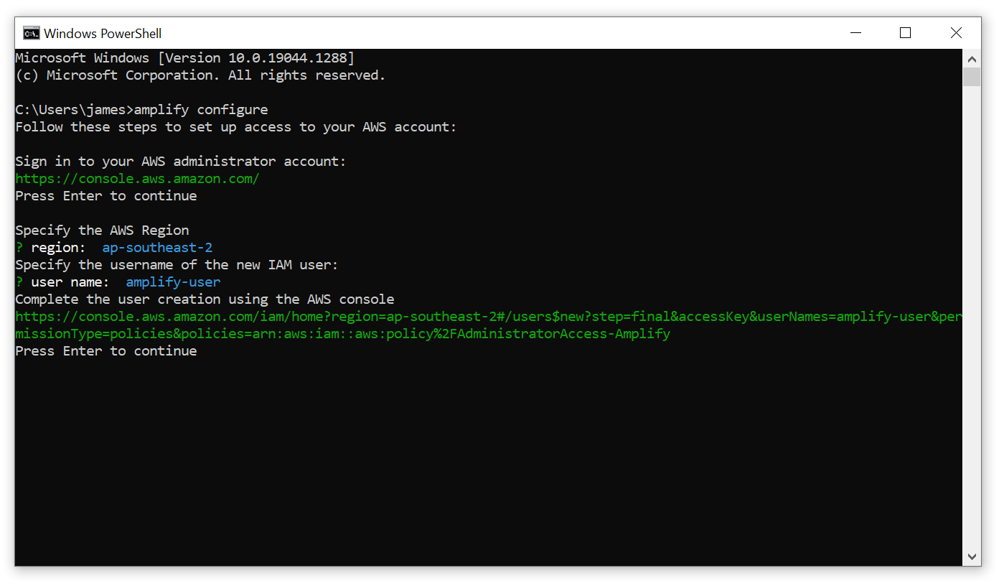 Windows PowerShell
Microsoft Windows [Version 10.0.19044.1288]
(c) Microsoft Corporation. All rights reserved.
C:\Users\james>amplify configure
Follow these steps to set up access to your AWS account:
Sign in to your AWS administrator account:
https://console.aws.amazon.com/
Press Enter to continue
Specify the AWS Region
? region:  ap-southeast-2
Specify the username of the new IAM user:
? user name:  amplify-user
Complete the user creation using the AWS console
https://console.aws.amazon.com/iam/home?region=ap-southeast-2#/users$new?step=final&accessKey&userNames=amplify-user&per
missionType=policies&policies=arn:aws:iam::aws:policy%2FAdministratorAccess-Amplify
Press Enter to continue